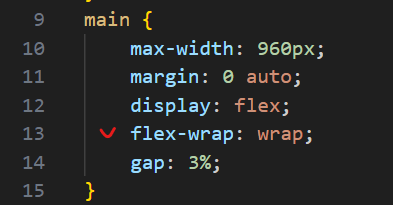 9 main {
10 max-width: 960px;
11 margin: 0 auto;
12 display: flex;
13 flex-wrap: wrap;
14 gap: 3%;
15 }